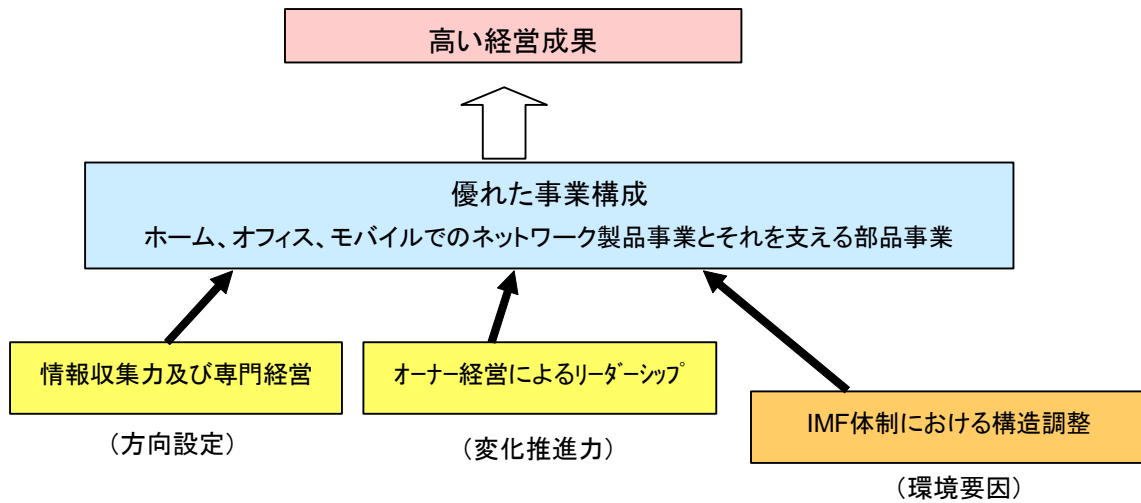 高い経営成果
優れた事業構成
ホーム、オフィス、モバイルでのネットワーク製品事業とそれを支える部品事業
情報収集力及び専門経営
オーナー経営によるﾘｰﾀﾞｰｼｯﾌﾟ
IMF体制における構造調整
（方向設定）
（変化推進力）
（環境要因）